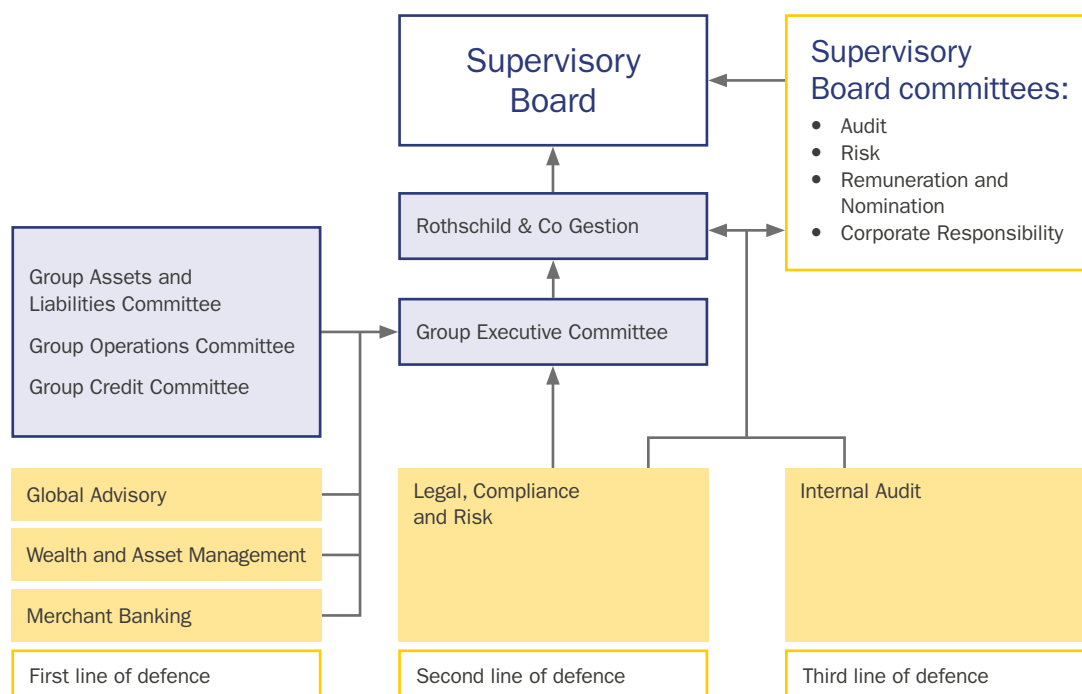 Supervisory
Board
Supervisory
Board committees:
• Audit
• Risk
• Remuneration and
Nomination
• Corporate Responsibility
Rothschild & Co Gestion
Group Assets and
Liabilities Committee
Group Operations Committee
Group Credit Committee
Group Executive Committee
Global Advisory
Wealth and Asset Management
Merchant Banking
Legal, Compliance
and Risk
Internal Audit
First line of defence
Second line of defence
Third line of defence